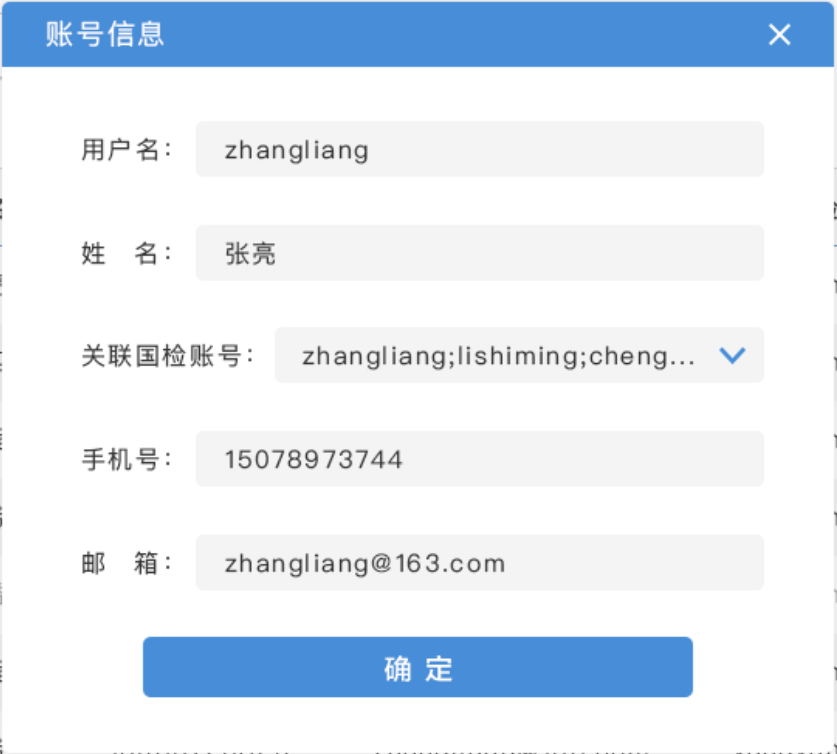 账号信息
用户名： zhangliang
姓 名： 张亮
关联国检账号： zhangliang;lishiming;cheng...
手机号： 15078973744
邮 箱： zhangliang@163.com
确 定